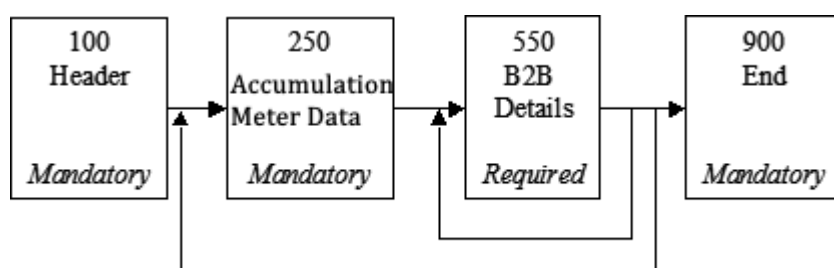 100
Header
Mandatory
250
Accumulation
Meter Data
Mandatory
550
B2B
Details
Required
900
End
Mandatory